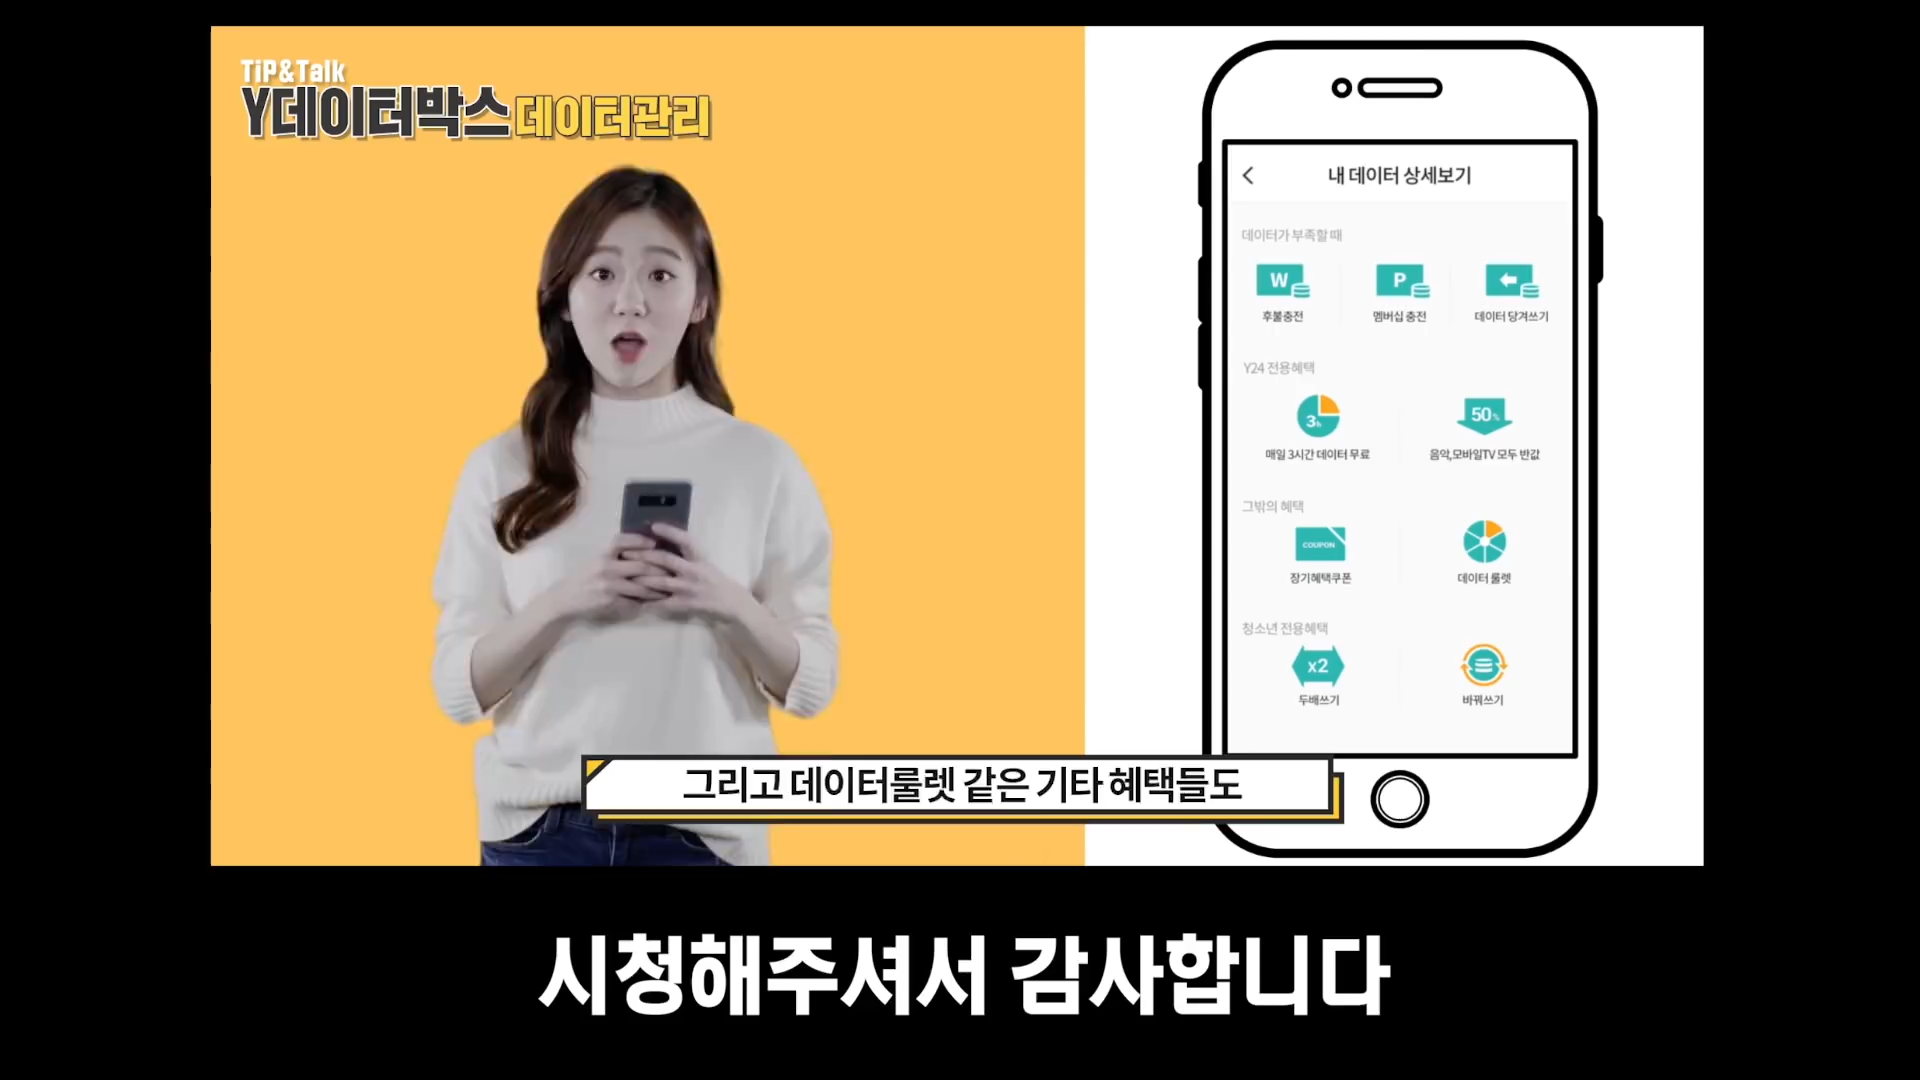 TiP&Talk
Y데이터박스 데이터관리
내 데이터 상세보기
데이터가 부족할 때
W
P
후불충전
멤버십 충전
데이터 당겨쓰기
Y24 전용혜택
3h
50%
매일 3시간 데이터 무료
음악,모바일TV 모두 반값
그밖의 혜택
COUPON
장기혜택쿠폰
데이터 룰렛
청소년 전용혜택
x2
두배쓰기
바꿔쓰기
그리고 데이터룰렛 같은 기타 혜택들도
시청해주셔서 감사합니다